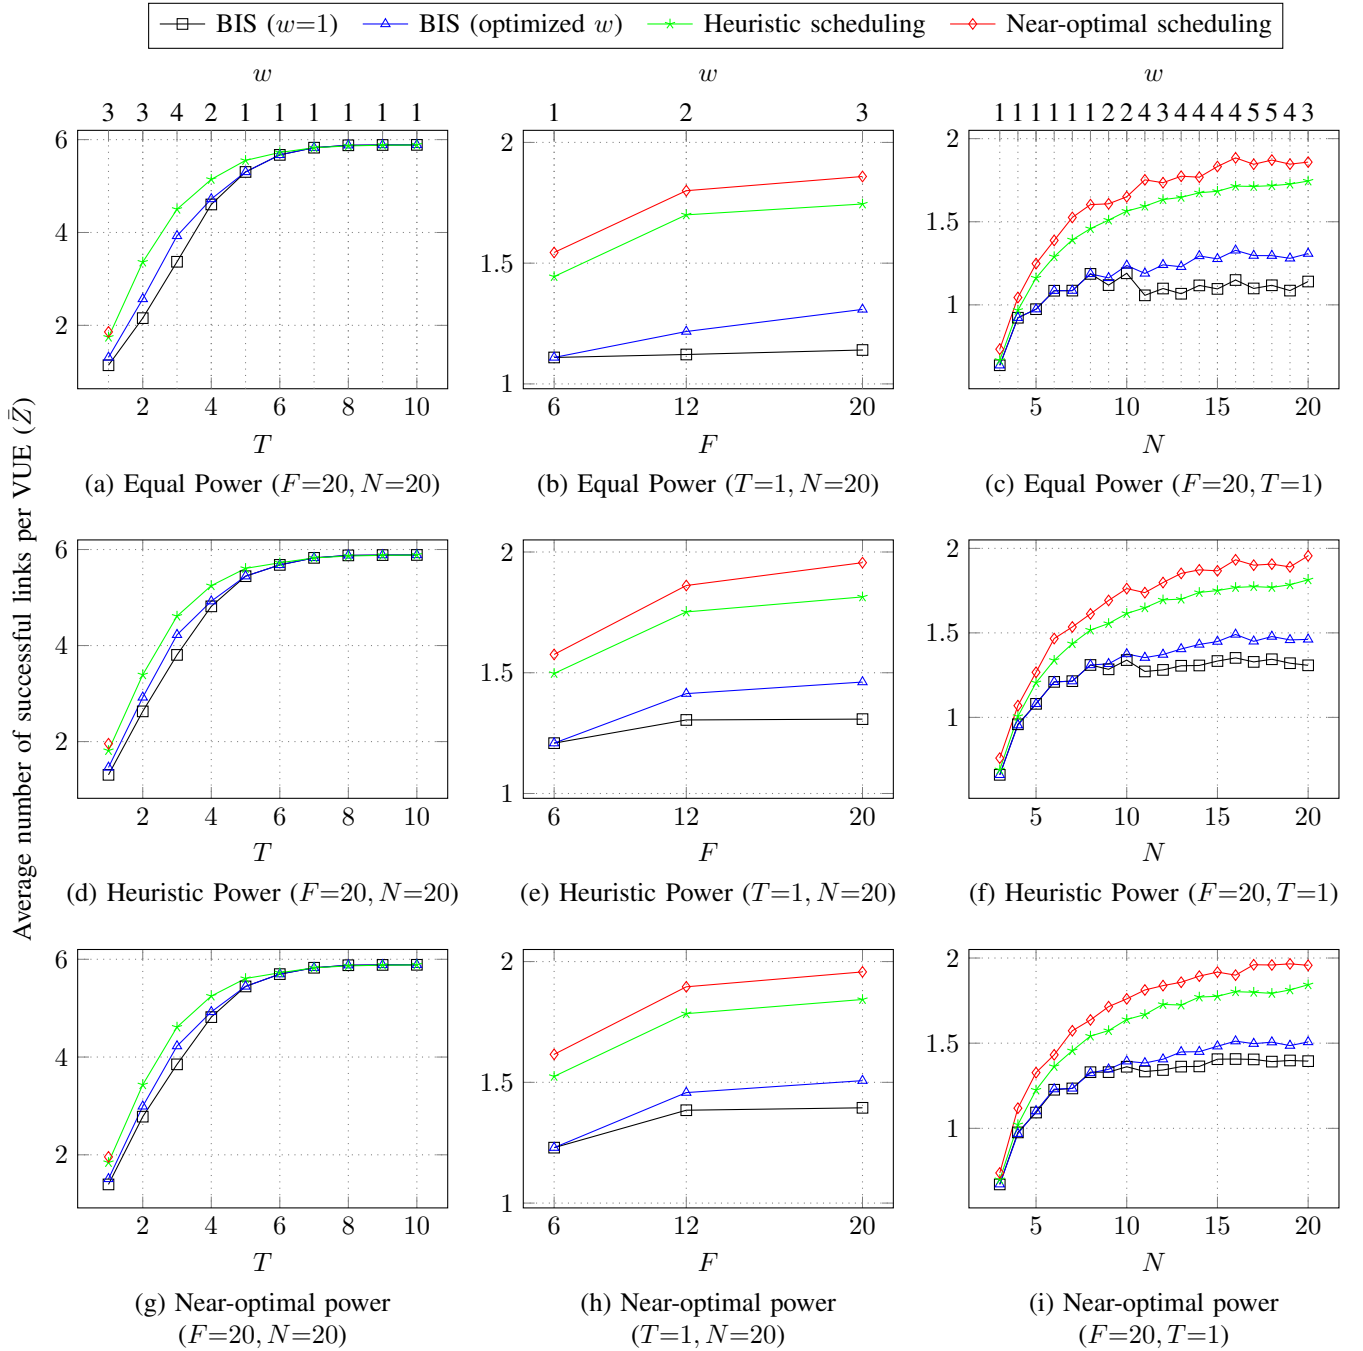 BIS (w=1) BIS (optimized w) Heuristic scheduling Near-optimal scheduling
Average number of successful links per VUE (Z̄)
w
3 3 4 2 1 1 1 1 1 1
6
4
2
2 4 6 8 10
T
(a) Equal Power (F=20, N=20)
w
1 2 3
2
1.5
1
6 12 20
F
(b) Equal Power (T=1, N=20)
w
1 1 1 1 1 1 2 2 4 3 4 4 4 4 5 5 4 3
2
1.5
1
5 10 15 20
N
(c) Equal Power (F=20, T=1)
6
4
2
2 4 6 8 10
T
(d) Heuristic Power (F=20, N=20)
2
1.5
1
6 12 20
F
(e) Heuristic Power (T=1, N=20)
2
1.5
1
5 10 15 20
N
(f) Heuristic Power (F=20, T=1)
6
4
2
2 4 6 8 10
T
(g) Near-optimal power
(F=20, N=20)
2
1.5
1
6 12 20
F
(h) Near-optimal power
(T=1, N=20)
2
1.5
1
5 10 15 20
N
(i) Near-optimal power
(F=20, T=1)